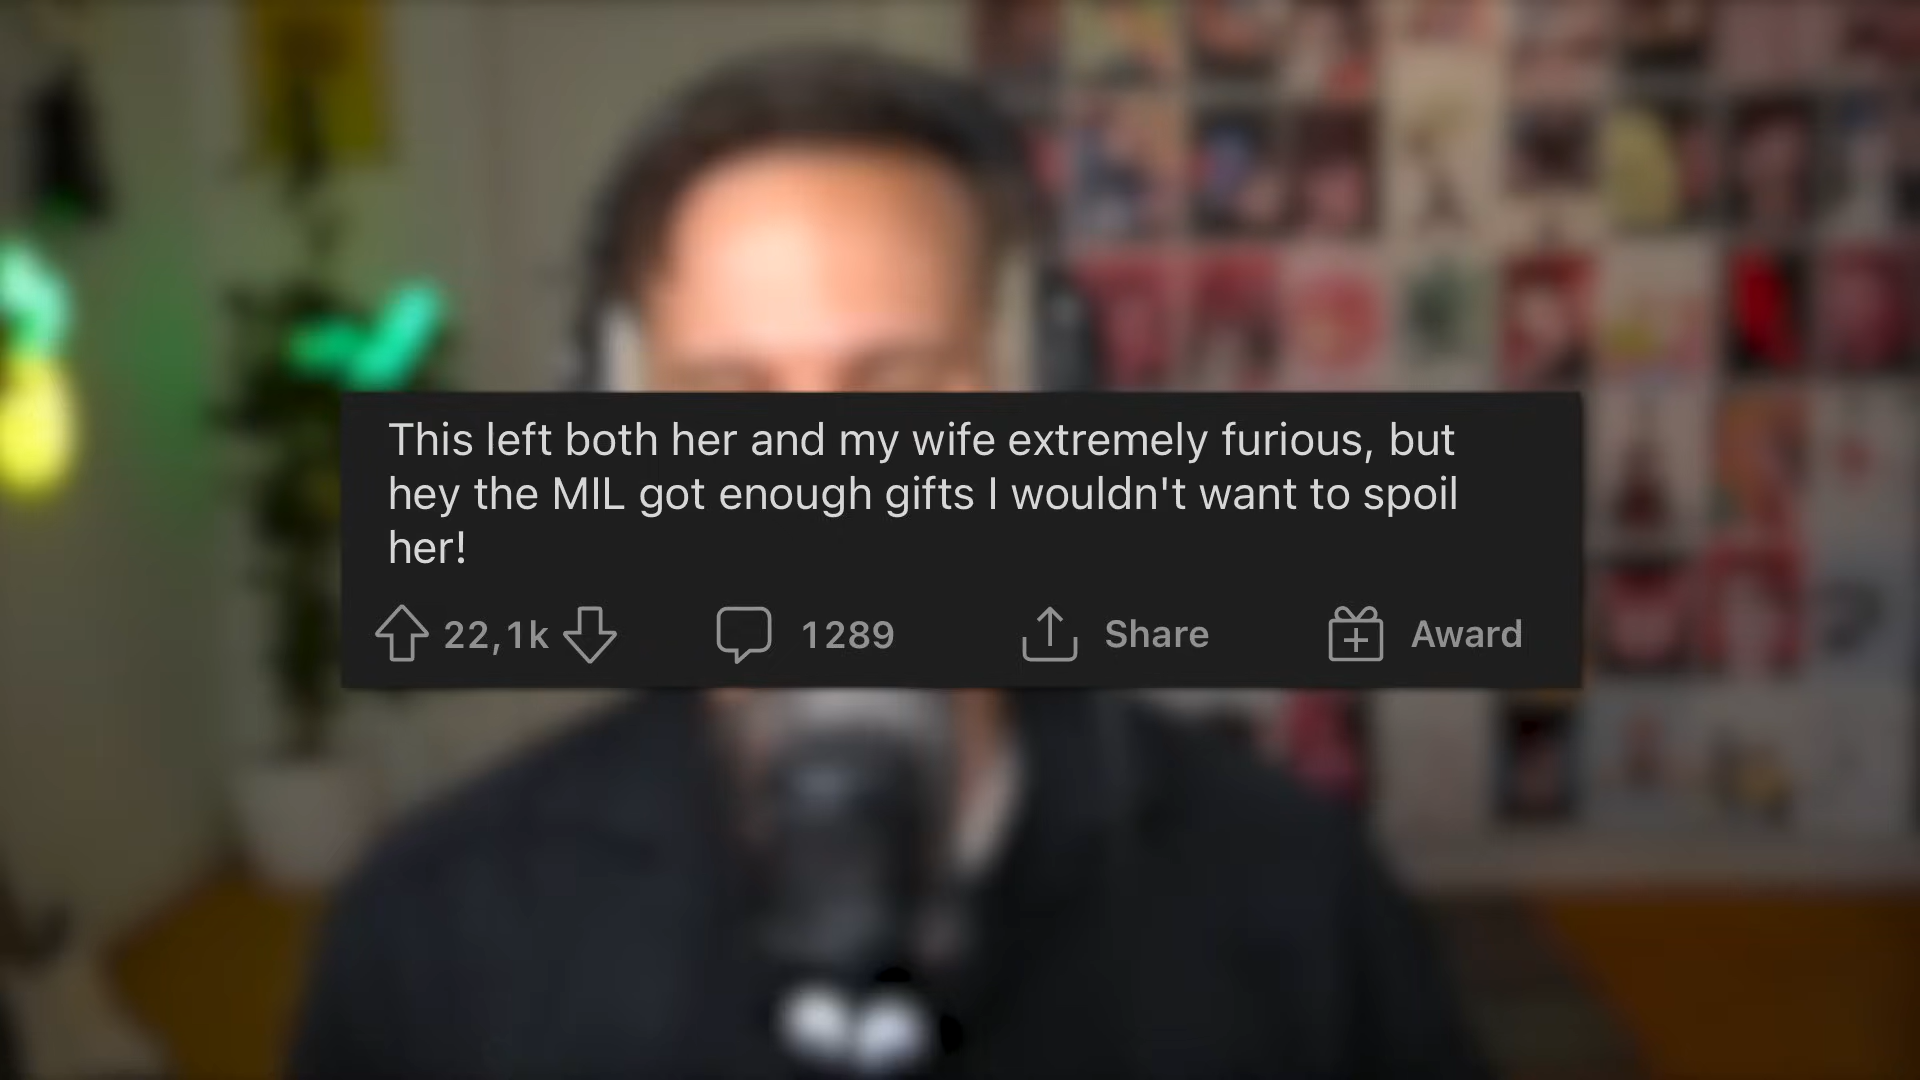 This left both her and my wife extremely furious, but
hey the MIL got enough gifts I wouldn't want to spoil
her!
22,1k 1289 Share Award